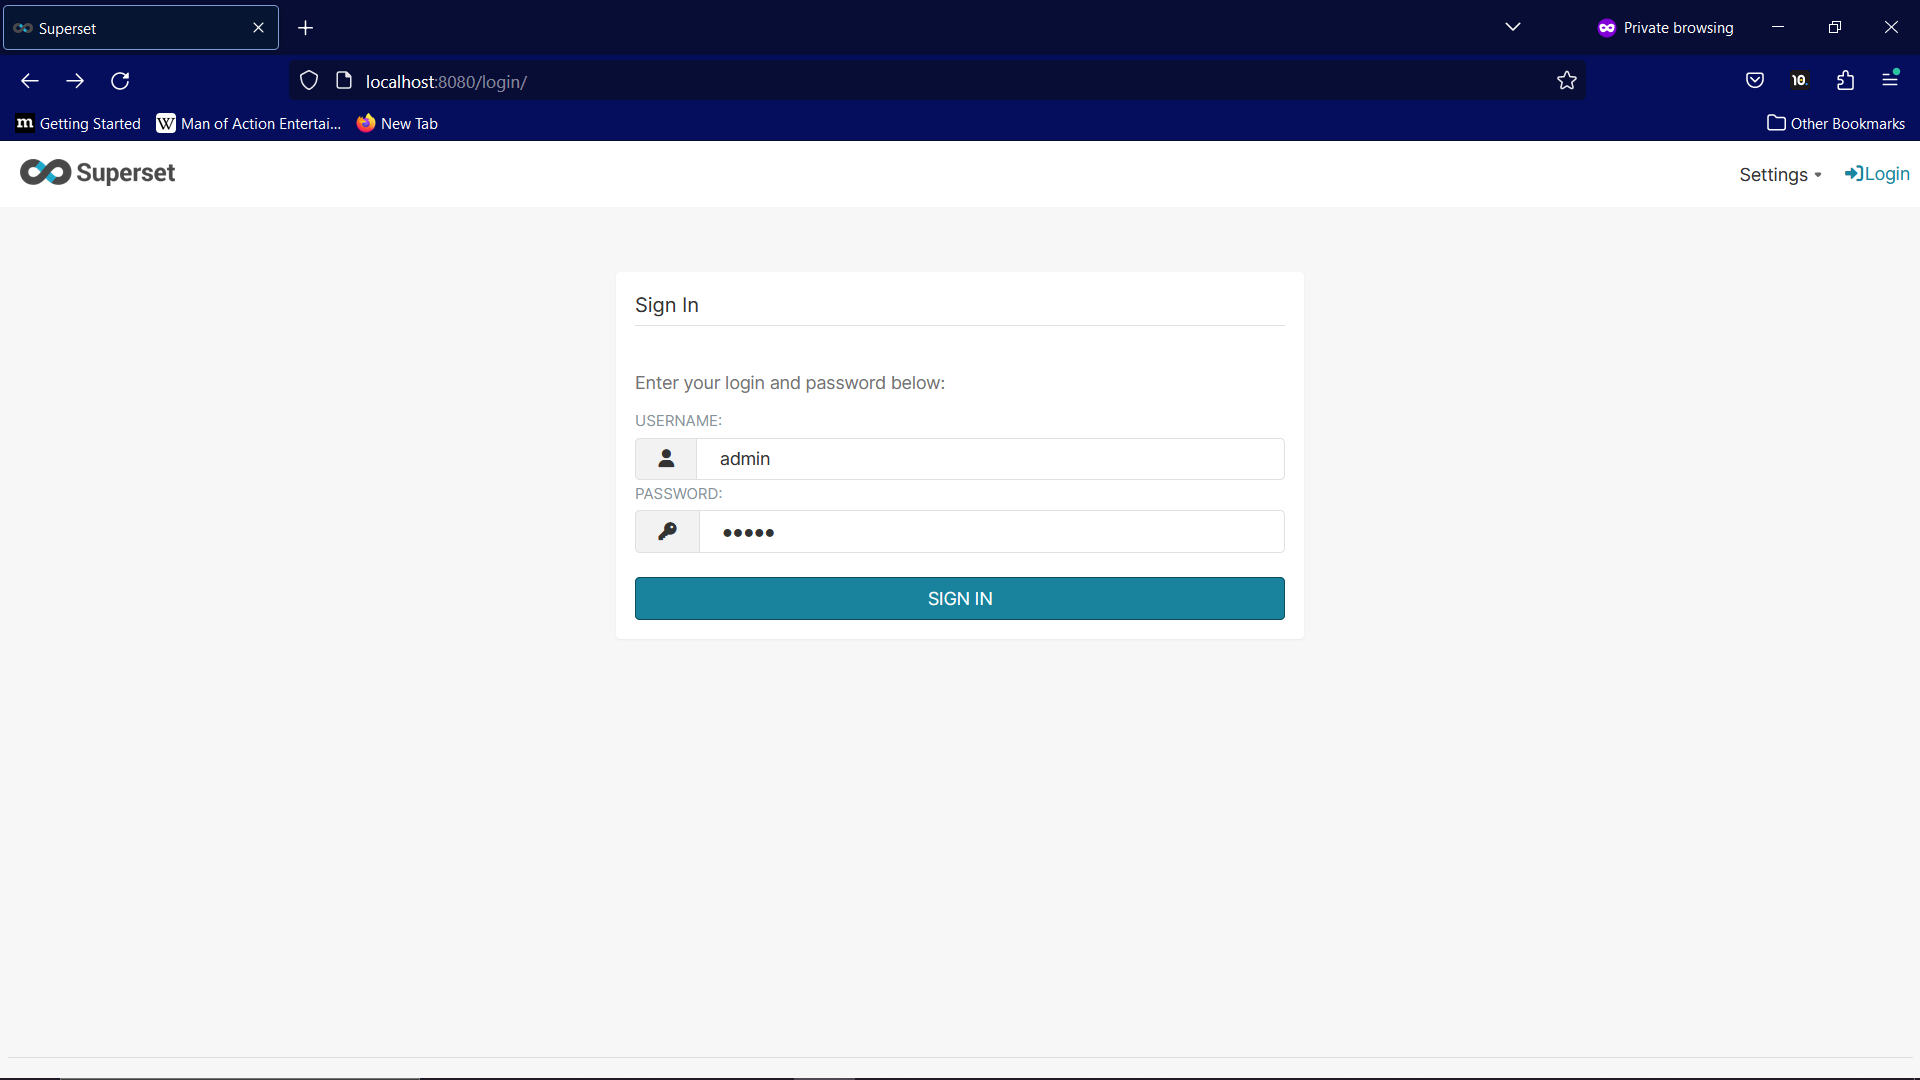 Superset
Private browsing
localhost:8080/login/
10.
m Getting Started
W Man of Action Entertai...
New Tab
Other Bookmarks
Superset
Settings
Login
Sign In
Enter your login and password below:
USERNAME:
admin
PASSWORD:
•••••
SIGN IN